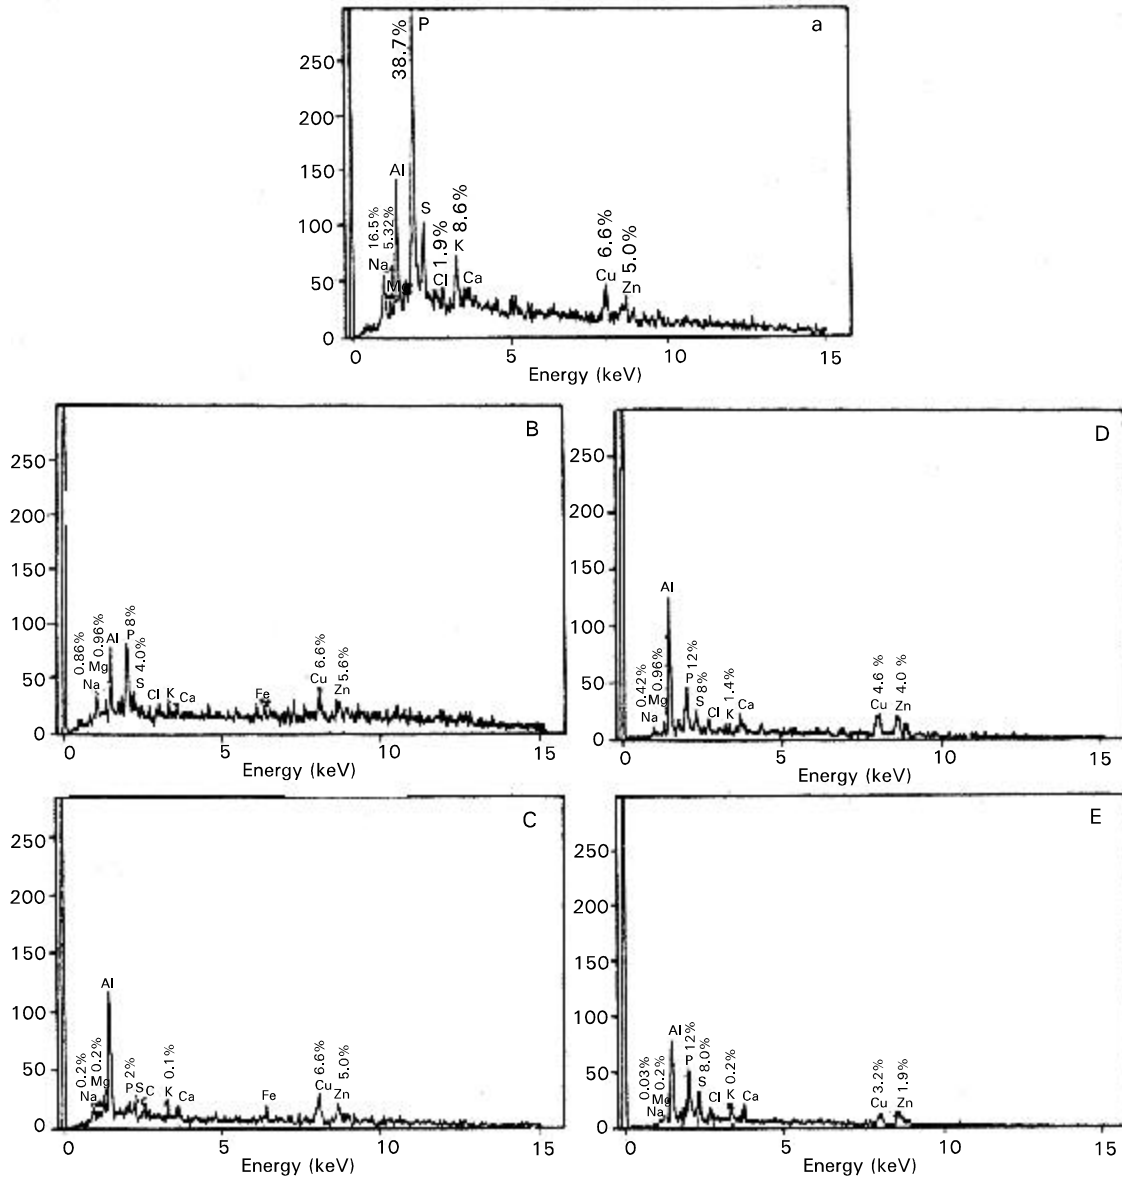 a
P
38.7%
250
200
150
100
50
0
Al
16.5%
5.32%
Na
Mg
S
Cl
1.9%
K
8.6%
Ca
Cu
6.6%
Zn
5.0%
0 5 10 15
Energy (keV)
B
250
200
150
100
50
0
0.86%
0.96%
Na
Mg
Al
P
8%
S
4.0%
Cl
K
Ca
Fe
Cu
6.6%
Zn
5.6%
0 5 10 15
Energy (keV)
D
250
200
150
100
50
0
0.42%
0.96%
Na
Mg
Al
P
12%
S
8%
Cl
K
1.4%
Ca
Cu
4.6 %
Zn
4.0 %
0 5 10 15
Energy (keV)
C
250
200
150
100
50
0
0.2%
0.2%
Na
Mg
Al
P
2%
S
C
K
0.1%
Ca
Fe
Cu
6.6%
Zn
5.0%
0 5 10 15
Energy (keV)
E
250
200
150
100
50
0
0.03%
0.2%
Na
Mg
Al
P
12%
S
8.0%
Cl
K
0.2%
Ca
Cu
3.2%
Zn
1.9%
0 5 10 15
Energy (keV)